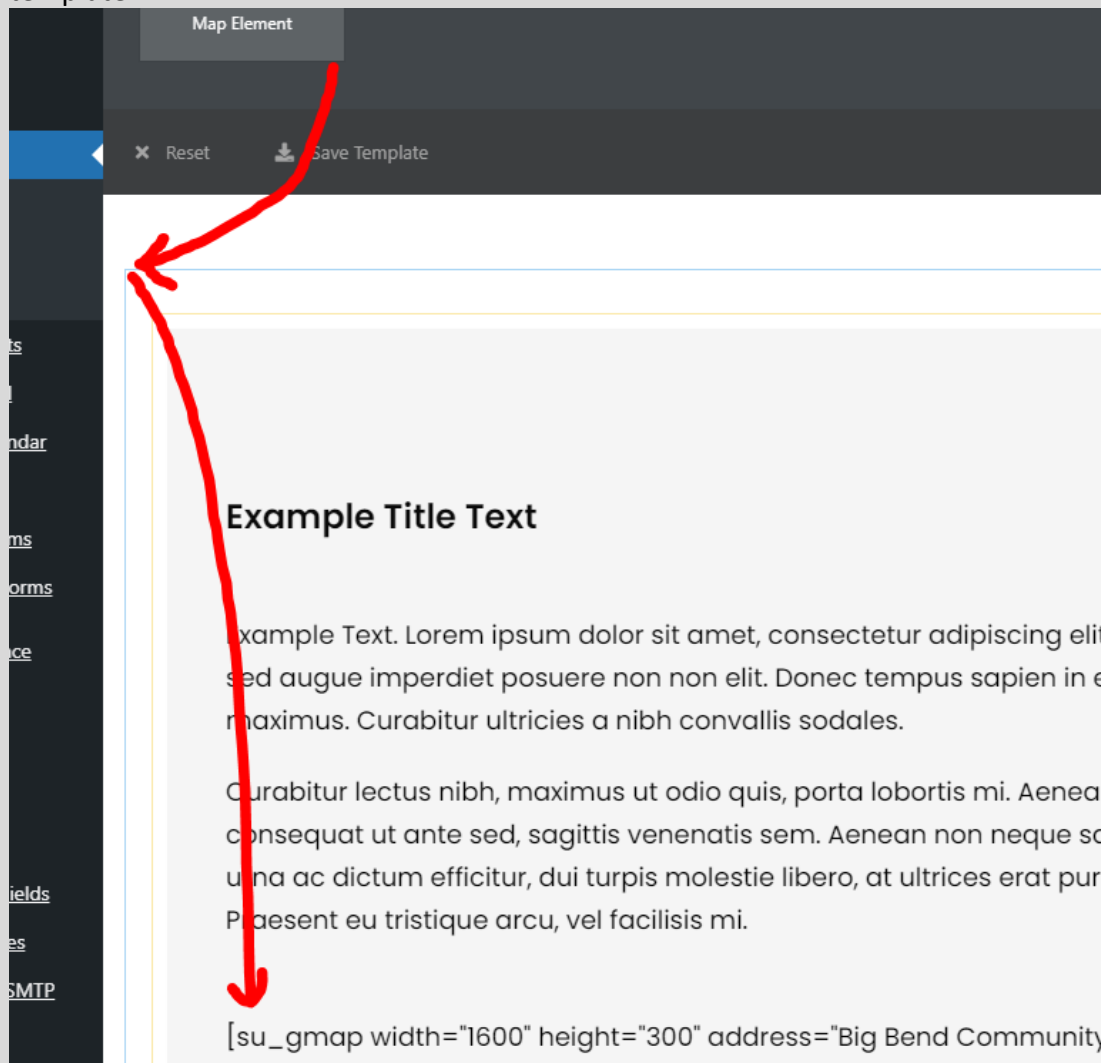 Map Element
Reset
Save Template
ts
ndar
ms
orms
ice
ields
es
SMTP
Example Title Text
Example Text. Lorem ipsum dolor sit amet, consectetur adipiscing elit
sed augue imperdiet posuere non non elit. Donec tempus sapien in e
maximus. Curabitur ultricies a nibh convallis sodales.
Curabitur lectus nibh, maximus ut odio quis, porta lobortis mi. Aenea
consequat ut ante sed, sagittis venenatis sem. Aenean non neque sc
urna ac dictum efficitur, dui turpis molestie libero, at ultrices erat pur
Praesent eu tristique arcu, vel facilisis mi.
[su_gmap width="1600" height="300" address="Big Bend Community